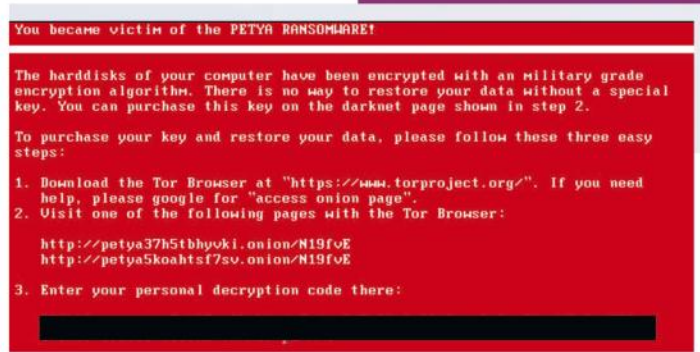 You became victim of the PETYA RANSOMWARE!
The harddisks of your computer have been encrypted with an military grade
encryption algorithm. There is no way to restore your data without a special
key. You can purchase this key on the darknet page shown in step 2.
To purchase your key and restore your data, please follow these three easy
steps:
1. Download the Tor Browser at "https://www.torproject.org/". If you need
help, please google for "access onion page".
2. Visit one of the following pages with the Tor Browser:
http://petya37h5tbhyvki.onion/N19fvE
http://petya5koahtsf7sv.onion/N19fvE
3. Enter your personal decryption code there: